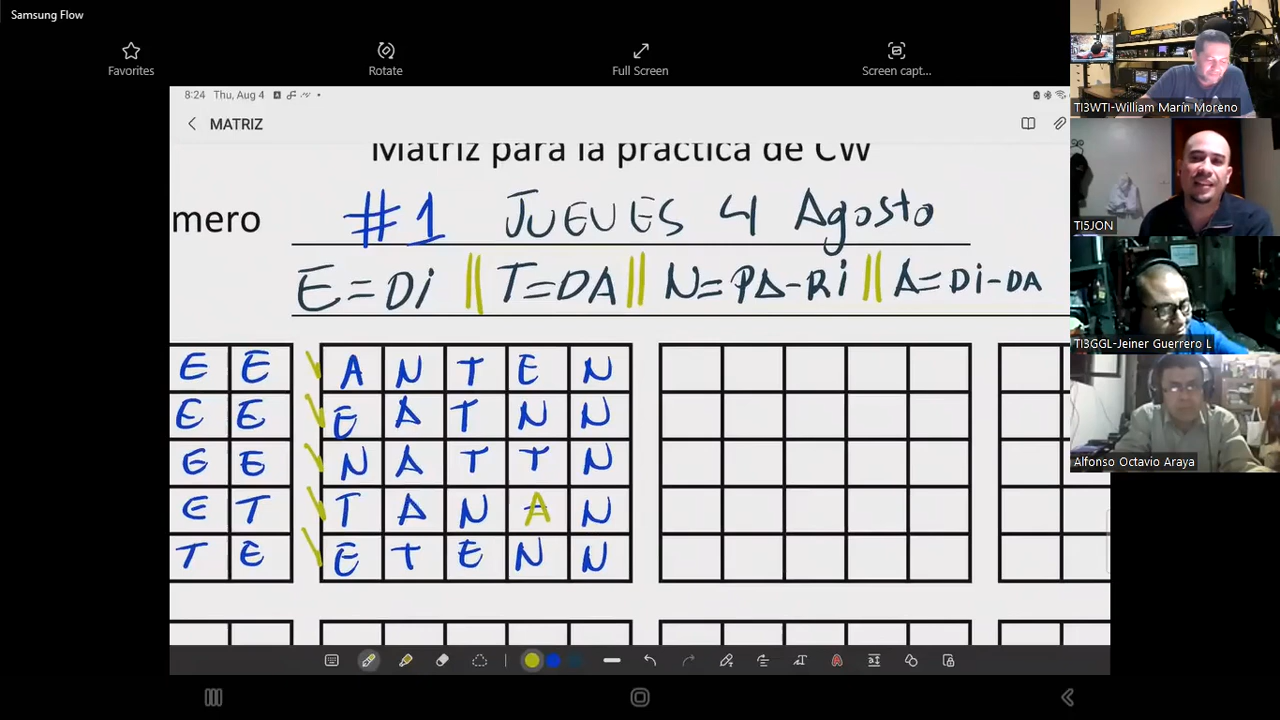 Samsung Flow
Favorites
Rotate
Full Screen
Screen capt...
8:24 Thu, Aug 4
MATRIZ
Matriz para la práctica de CW
mero #1 JUEVES 4 Agosto
E=Di || T=DA || N=DA-Ri || A=Di-DA
E E A N T E N
E E E A T N N
E E N A T T N
E T T A N A N
T E E T E N N
TI3WTI-William Marín Moreno
TI5JON
TI3GGL-Jeiner Guerrero L
Alfonso Octavio Araya